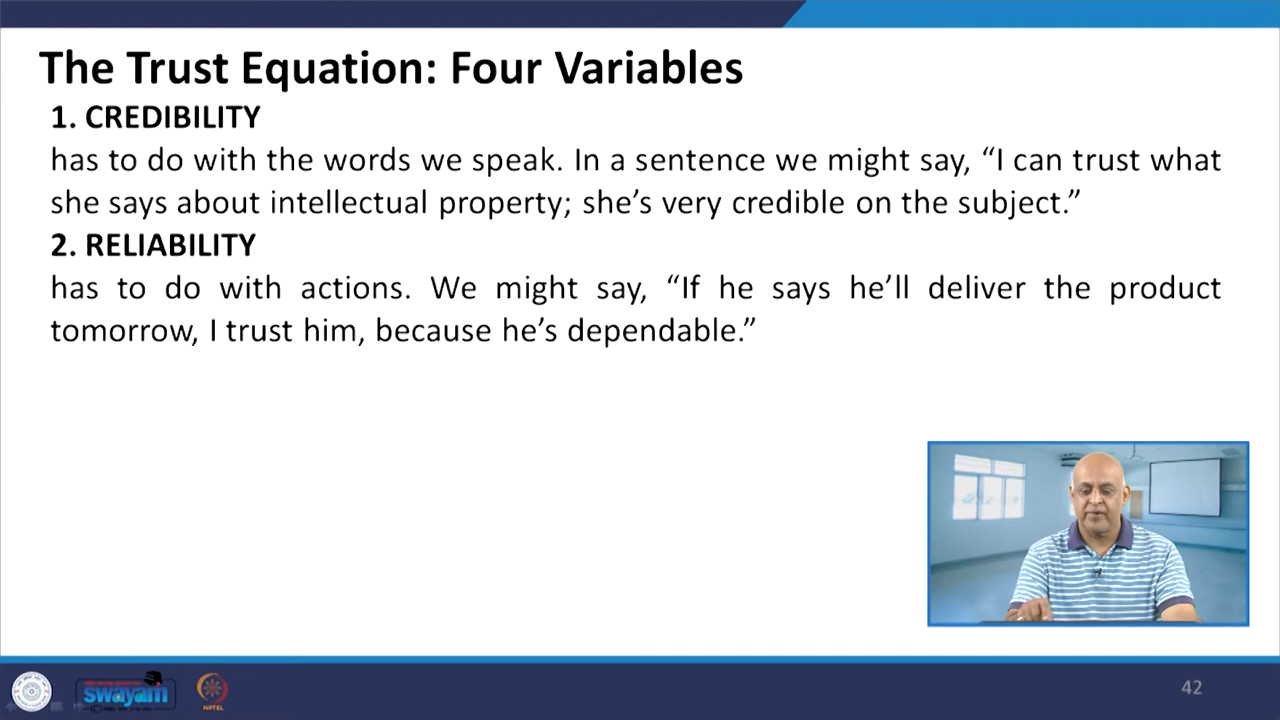 The Trust Equation: Four Variables
1. CREDIBILITY
has to do with the words we speak. In a sentence we might say, “I can trust what
she says about intellectual property; she’s very credible on the subject.”
2. RELIABILITY
has to do with actions. We might say, “If he says he’ll deliver the product
tomorrow, I trust him, because he’s dependable.”
swayam
NPTEL
42